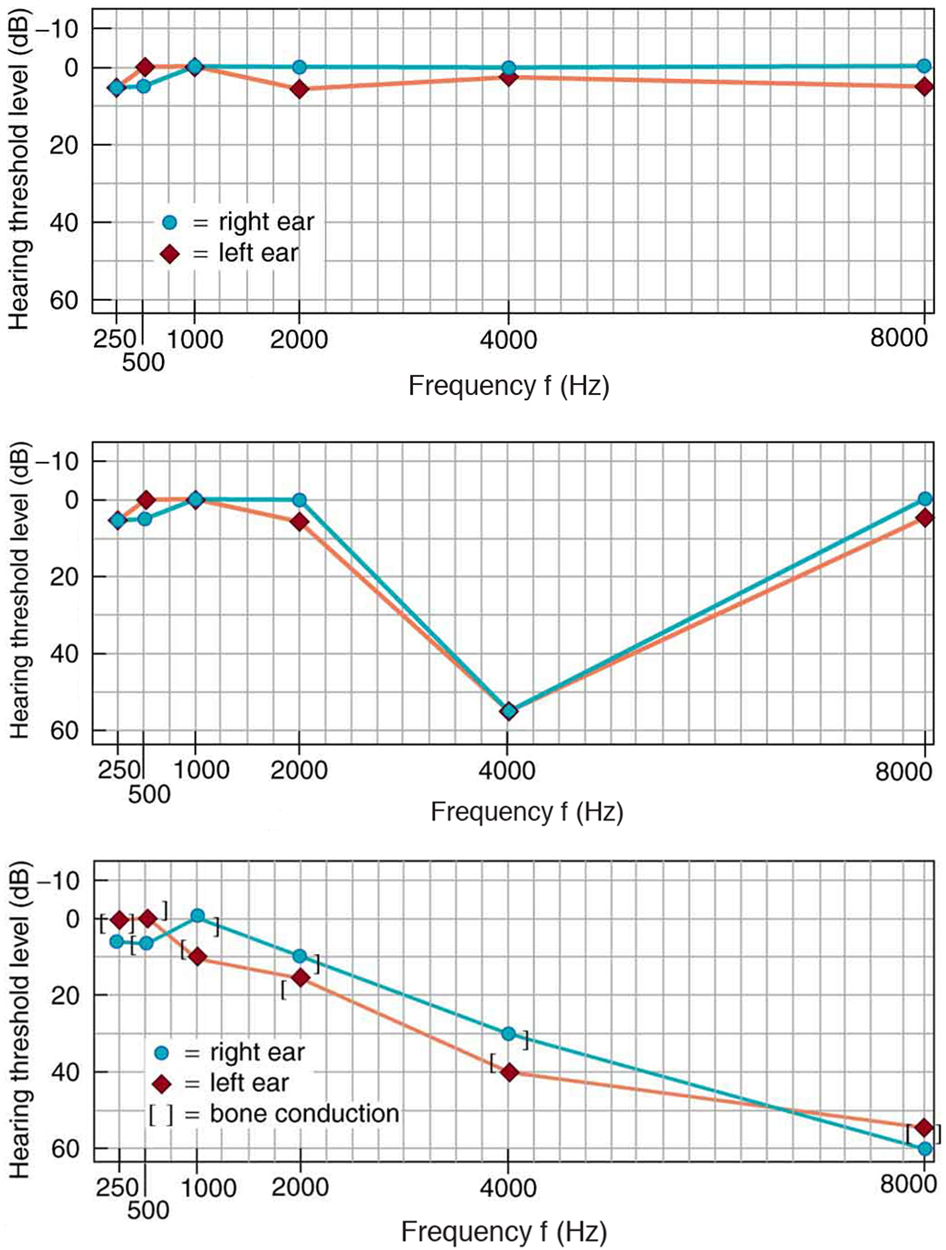 Hearing threshold level (dB)
−10
0
20
40
60
= right ear
= left ear
250 1000 2000 4000 8000
500
Frequency f (Hz)
Hearing threshold level (dB)
−10
0
20
40
60
250 1000 2000 4000 8000
500
Frequency f (Hz)
Hearing threshold level (dB)
−10
0
20
40
60
[ ] ]
[ ]
[
]
[
]
[
[ ]
= right ear
= left ear
[ ] = bone conduction
250 1000 2000 4000 8000
500
Frequency f (Hz)